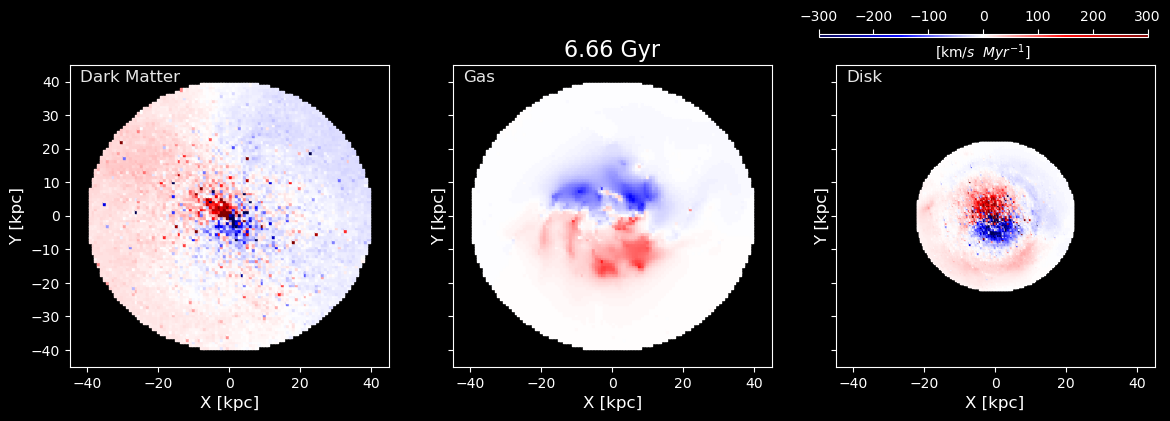 −300 −200 −100 0 100 200 300
[km/s Myr⁻¹]
6.66 Gyr
Dark Matter
Gas
Disk
40
30
20
10
0
−10
−20
−30
−40
Y [kpc]
Y [kpc]
Y [kpc]
−40 −20 0 20 40
−40 −20 0 20 40
−40 −20 0 20 40
X [kpc]
X [kpc]
X [kpc]